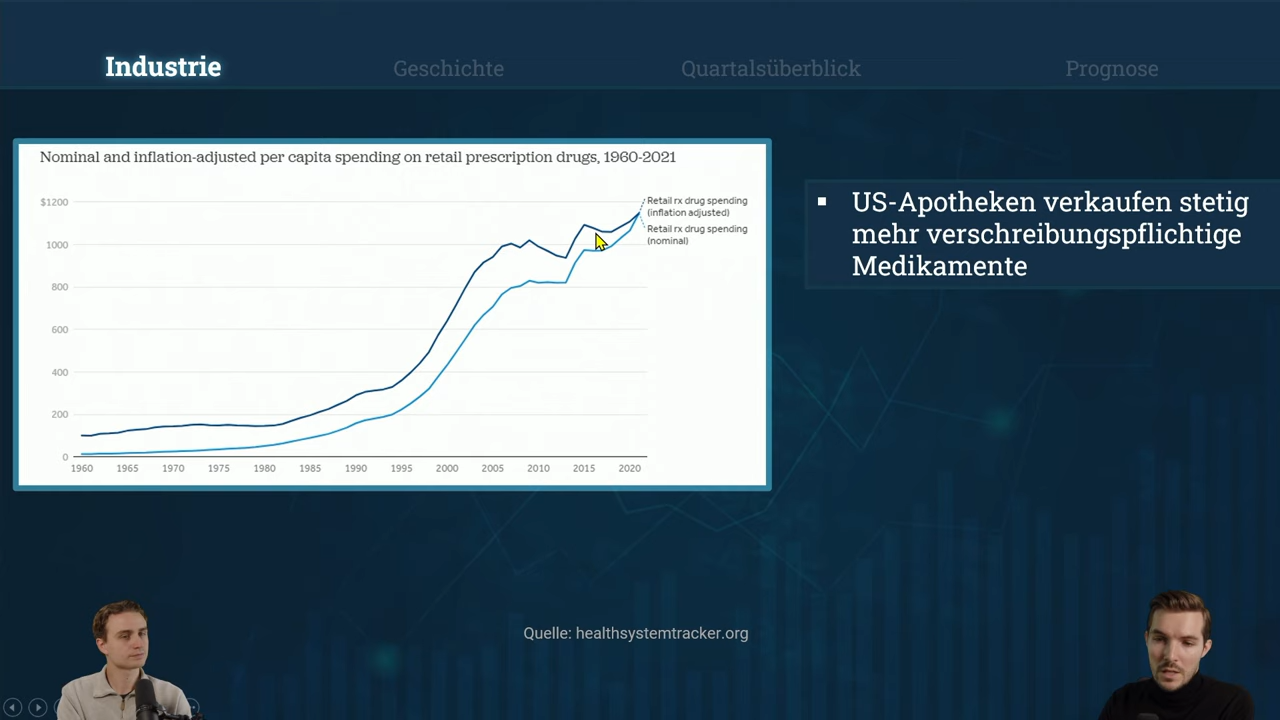 Industrie
Geschichte
Quartalsüberblick
Prognose
Nominal and inflation-adjusted per capita spending on retail prescription drugs, 1960-2021
$1200
1000
800
600
400
200
0
1960 1965 1970 1975 1980 1985 1990 1995 2000 2005 2010 2015 2020
Retail rx drug spending
(inflation adjusted)
Retail rx drug spending
(nominal)
US-Apotheken verkaufen stetig
mehr verschreibungspflichtige
Medikamente
Quelle: healthsystemtracker.org